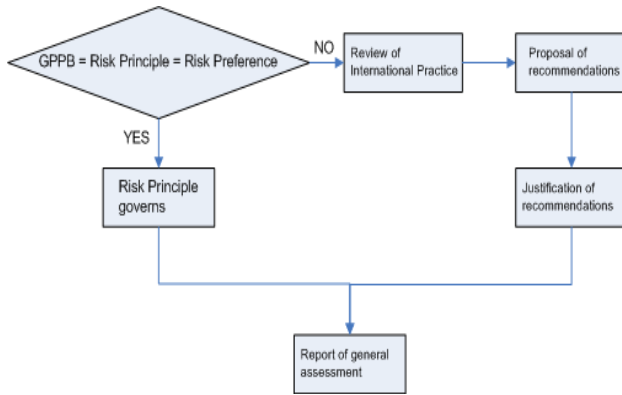 GPPB = Risk Principle = Risk Preference
NO
Review of
International Practice
Proposal of
recommendations
YES
Risk Principle
governs
Justification of
recommendations
Report of general
assessment